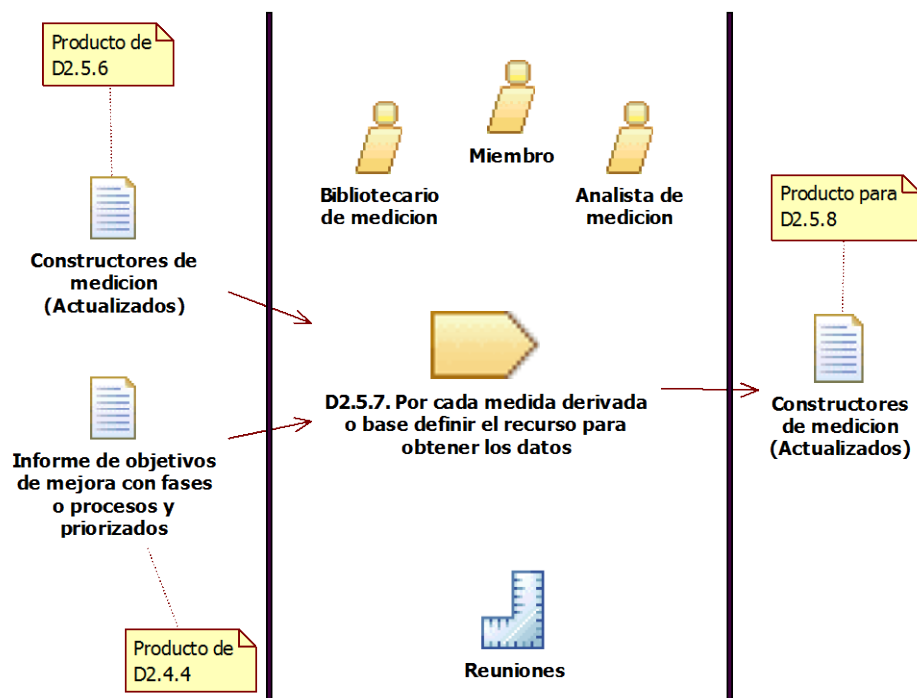 Producto de
D2.5.6
Constructores de
medicion
(Actualizados)
Informe de objetivos
de mejora con fases
o procesos y
priorizados
Producto de
D2.4.4
Miembro
Bibliotecario
de medicion
Analista de
medicion
D2.5.7. Por cada medida derivada
o base definir el recurso para
obtener los datos
Reuniones
Producto para
D2.5.8
Constructores
de medicion
(Actualizados)